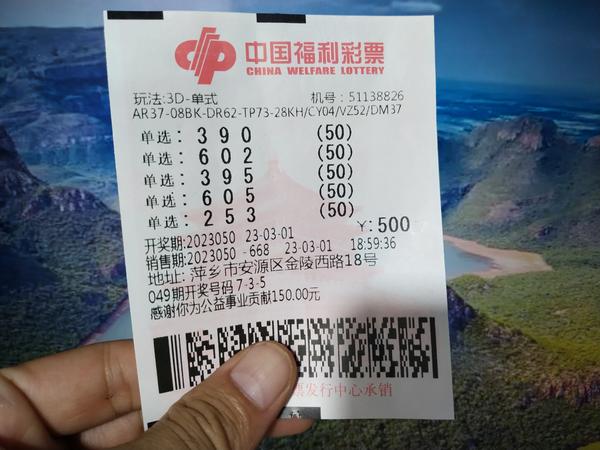 中国福利彩票
CHINA WELFARE LOTTERY
玩法:3D-单式 机号:51138826
AR37-08BK-DR62-TP73-28KH/CY04/VZ52/DM37
单选: 3 9 0 (50)
单选: 6 0 2 (50)
单选: 3 9 5 (50)
单选: 6 0 5 (50)
单选: 2 5 3 (50)
¥: 500
开奖期:2023050 23-03-01
销售期:2023050 -668 23-03-01 18:59:36
地址: 萍乡市安源区金陵西路18号
049期开奖号码 7-3-5
感谢你为公益事业贡献150.00元
票发行中心承销